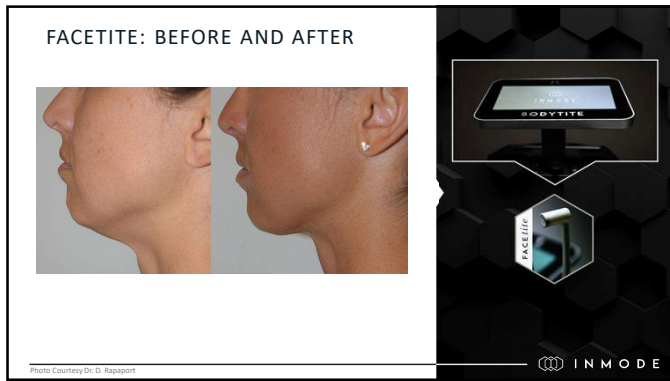 FACETITE: BEFORE AND AFTER
INMODE
BODYTITE
FACEtite
Photo Courtesy Dr. D. Rapaport
INMODE